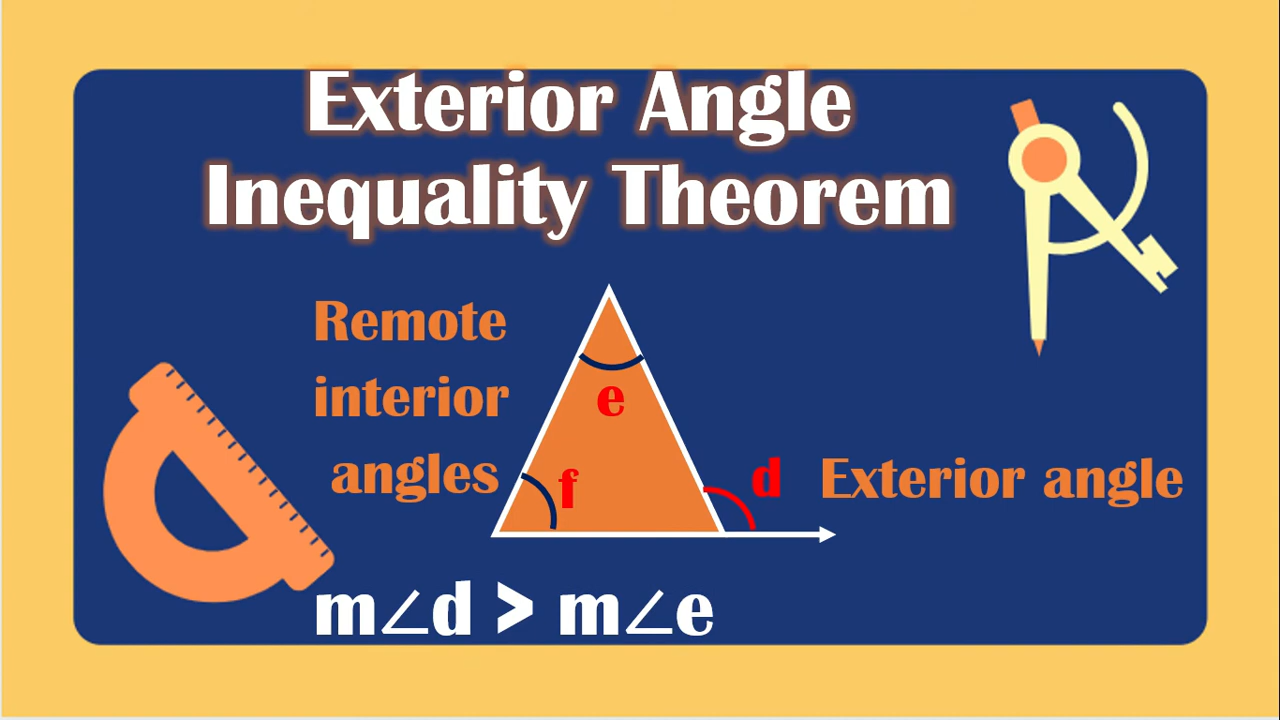 Exterior Angle
Inequality Theorem
Remote
interior
angles
e
f
d
Exterior angle
m∠d > m∠e